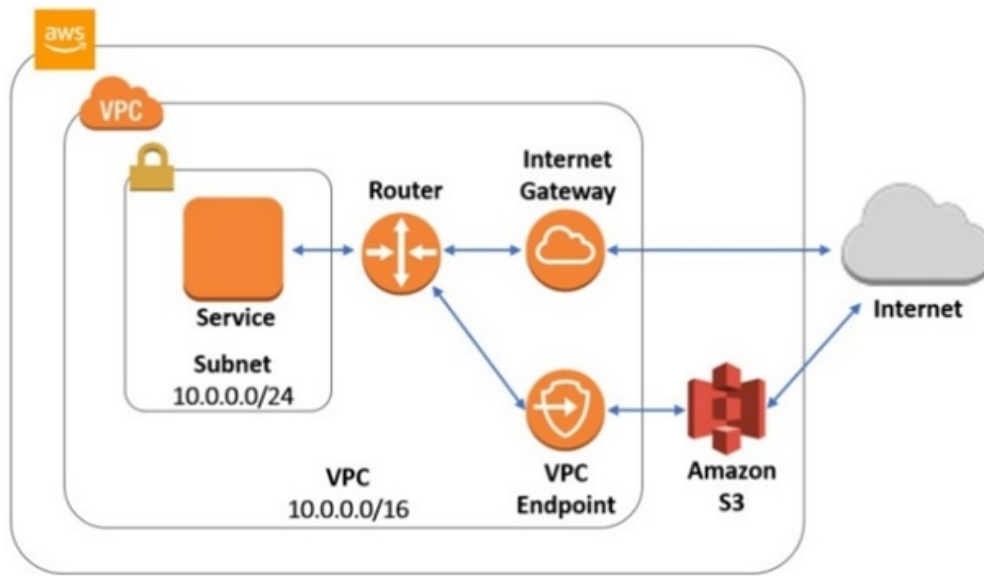 aws
VPC
Internet
Gateway
Router
Service
Internet
Subnet
10.0.0.0/24
VPC
10.0.0.0/16
VPC
Endpoint
Amazon
S3